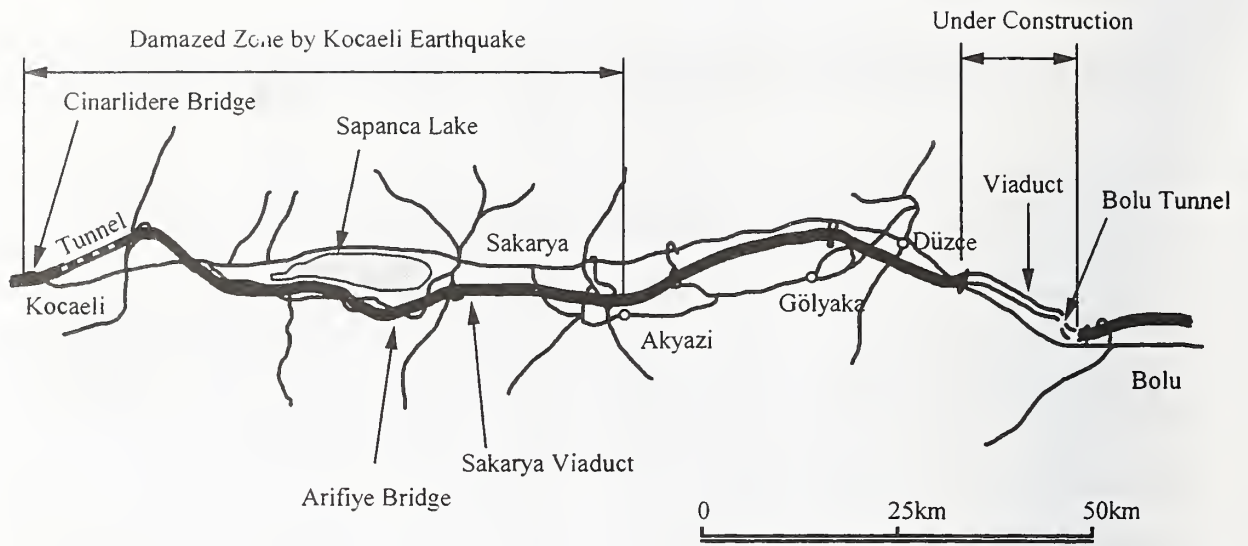 Under Construction
Damazed Zone by Kocaeli Earthquake
Cinarlidere Bridge
Sapanca Lake
Viaduct
Bolu Tunnel
Tunnel
Sakarya
Düzce
Kocaeli
Gölyaka
Akyazi
Bolu
Sakarya Viaduct
Arifiye Bridge
0 25km 50km